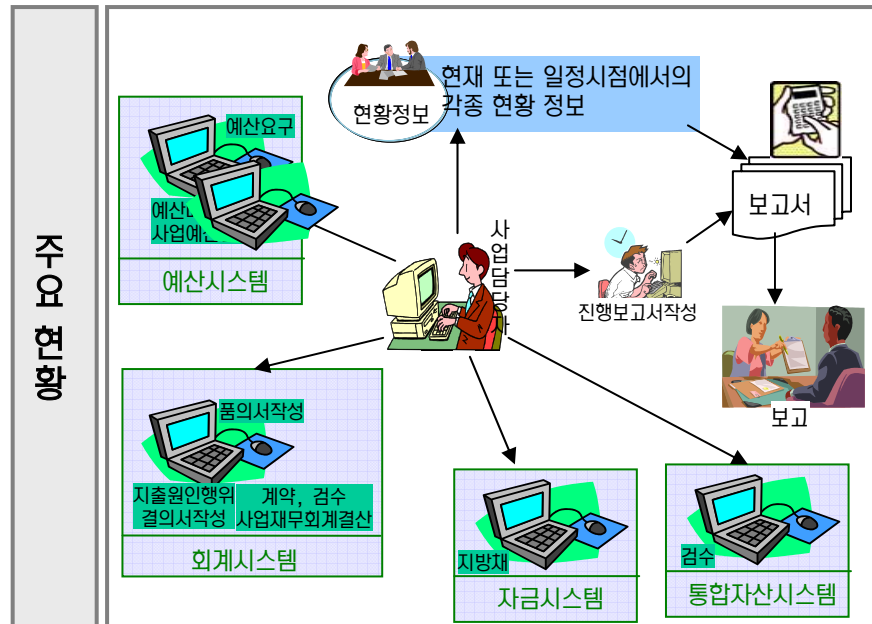 주요 현황
현황정보
현재 또는 일정시점에서의
각종 현황 정보
예산요구
사업예산
예산시스템
사업담당자
진행보고서작성
보고서
보고
품의서작성
지출원인행위
결의서작성
계약, 검수
사업재무회계결산
회계시스템
지방채
자금시스템
검수
통합자산시스템